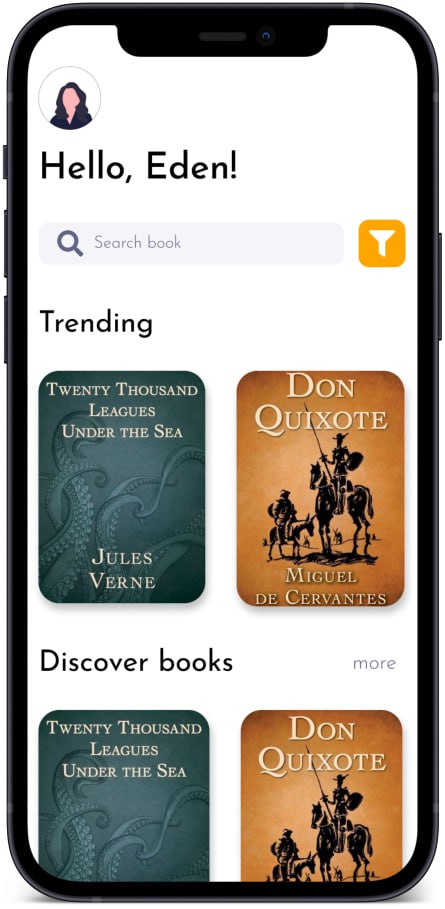 Hello, Eden!
Search book
Trending
TWENTY THOUSAND
LEAGUES
UNDER THE SEA
JULES
VERNE
DON
QUIXOTE
MIGUEL
DE CERVANTES
Discover books
more
TWENTY THOUSAND
LEAGUES
UNDER THE SEA
DON
QUIXOTE